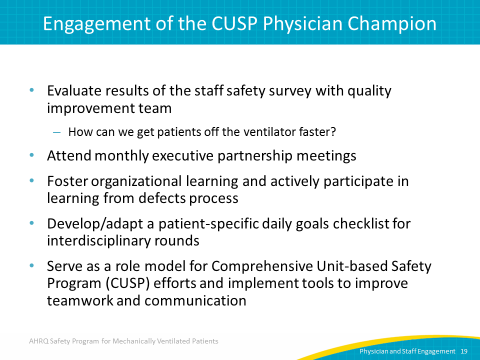 Engagement of the CUSP Physician Champion
• Evaluate results of the staff safety survey with quality
improvement team
– How can we get patients off the ventilator faster?
• Attend monthly executive partnership meetings
• Foster organizational learning and actively participate in
learning from defects process
• Develop/adapt a patient-specific daily goals checklist for
interdisciplinary rounds
• Serve as a role model for Comprehensive Unit-based Safety
Program (CUSP) efforts and implement tools to improve
teamwork and communication
AHRQ Safety Program for Mechanically Ventilated Patients
Physician and Staff Engagement 19